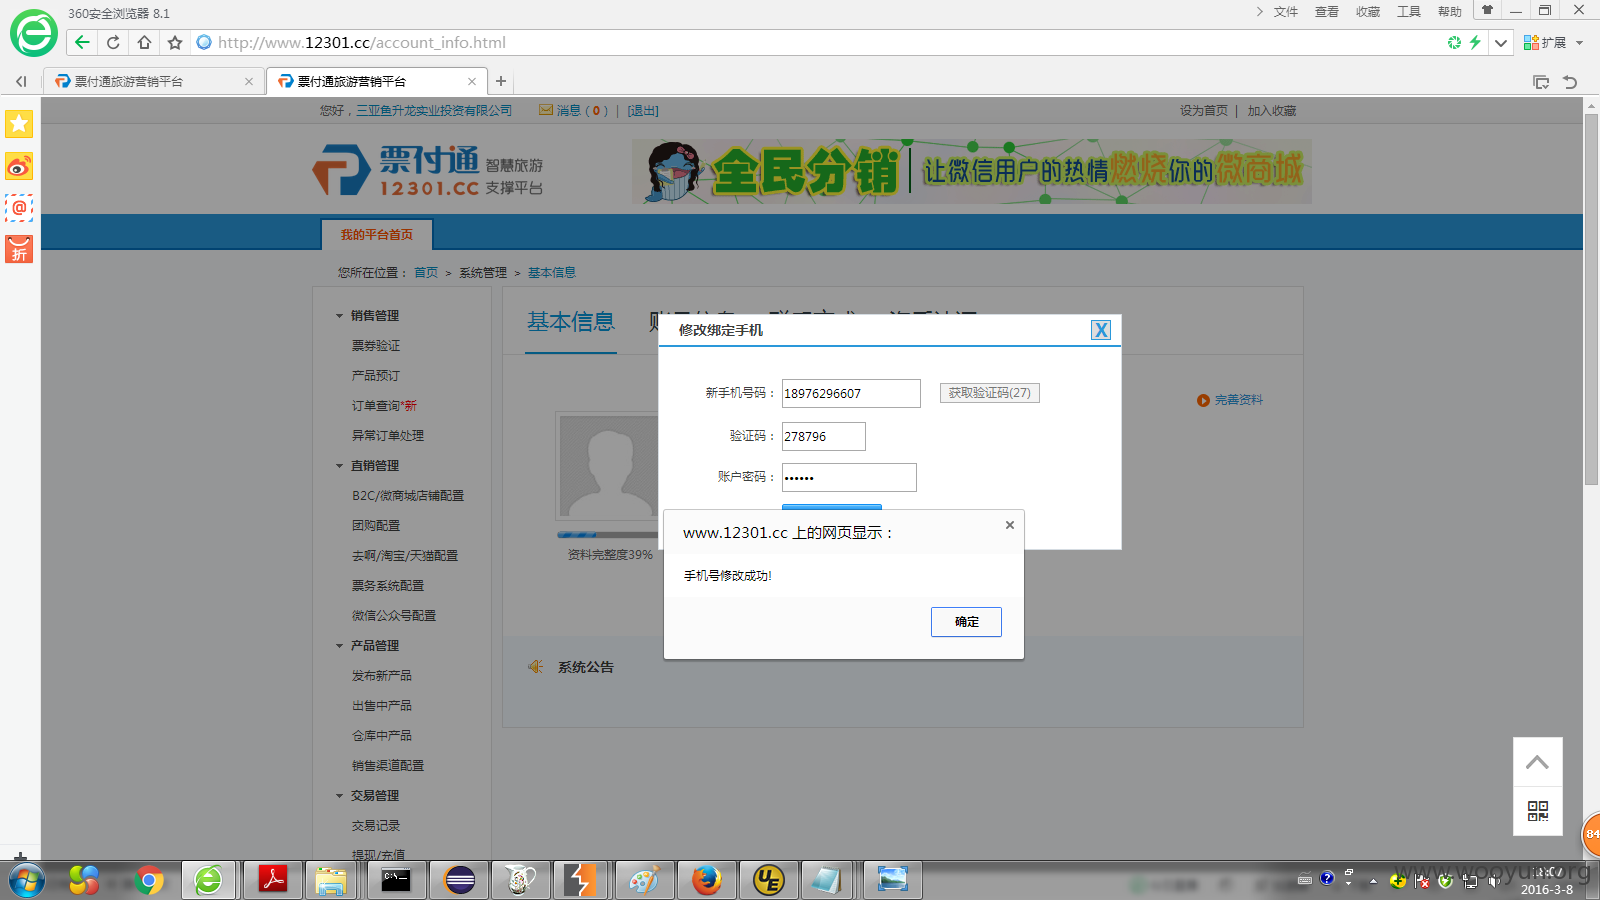 360安全浏览器 8.1
文件 查看 收藏 工具 帮助
http://www.12301.cc/account_info.html
扩展
票付通旅游营销平台
票付通旅游营销平台
您好，三亚鱼升龙实业投资有限公司 消息（0）| [退出]
设为首页 | 加入收藏
票付通 智慧旅游
12301.CC 支撑平台
全民分销 让微信用户的热情燃烧你的微商城
折
我的平台首页
您所在位置： 首页 > 系统管理 > 基本信息
销售管理
票券验证
产品预订
订单查询*新
异常订单处理
直销管理
B2C/微商城店铺配置
团购配置
去啊/淘宝/天猫配置
票务系统配置
微信公众号配置
产品管理
发布新产品
出售中产品
仓库中产品
销售渠道配置
交易管理
交易记录
提现/充值
基本信息
完善资料
资料完整度39%
系统公告
修改绑定手机
X
新手机号码： 18976296607 获取验证码(27)
验证码： 278796
账户密码： ••••••
www.12301.cc 上的网页显示：
手机号修改成功!
确定
84
www.wooyun.org
2016-3-8